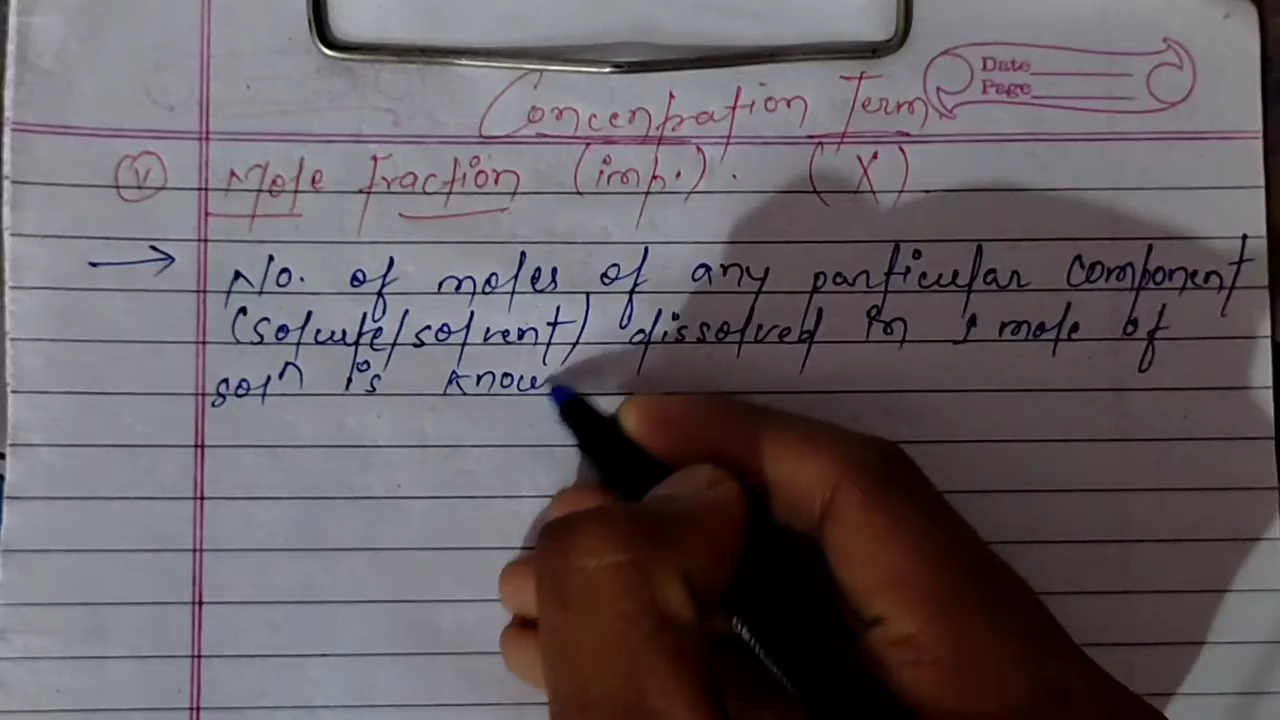 Date
Page
Concentration Term
(v) Mole fraction (imp.). (X)
→ No. of moles of any particular component
(solute/solvent) dissolved in 1 mole of
solⁿ is know